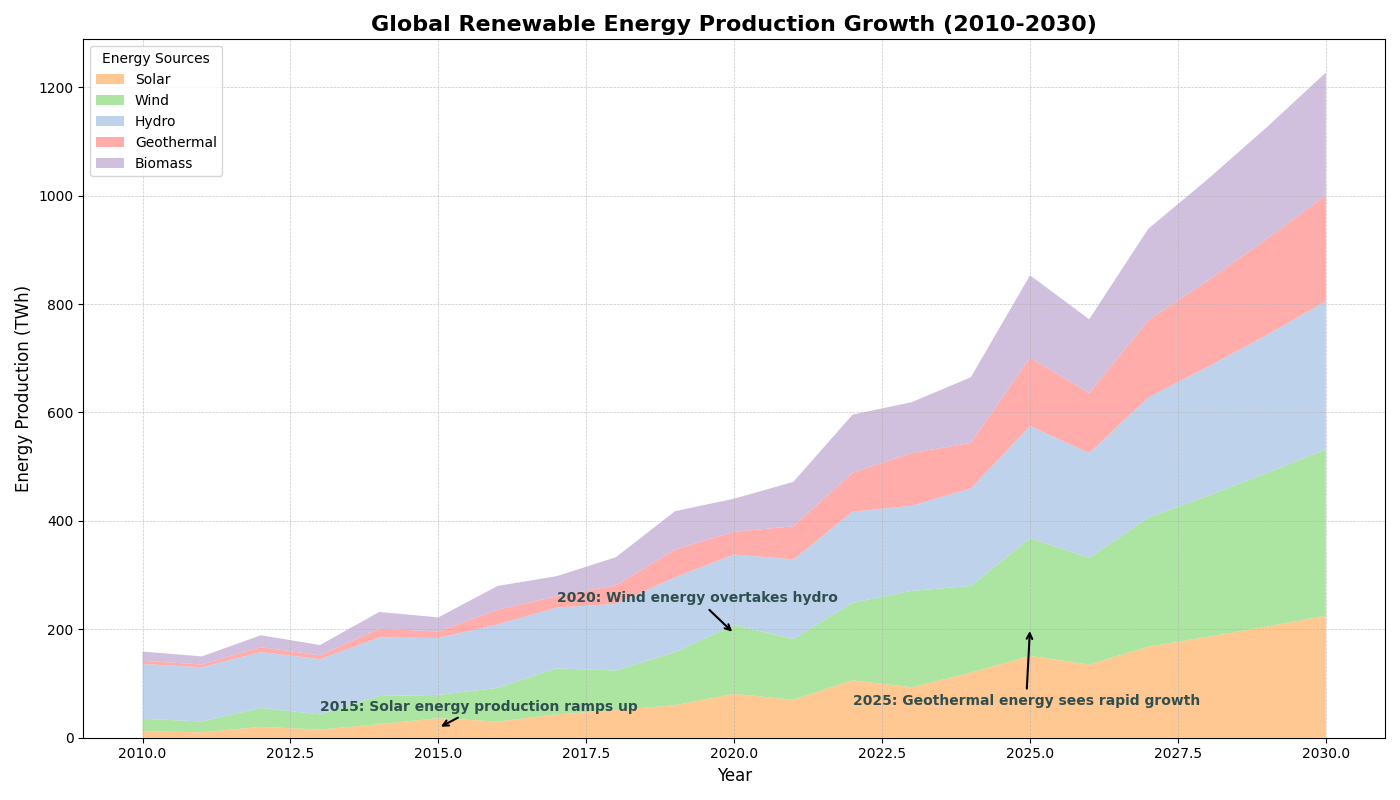 Global Renewable Energy Production Growth (2010-2030)
Energy Sources
Solar
Wind
Hydro
Geothermal
Biomass
Energy Production (TWh)
1200
1000
800
600
400
200
0
2020: Wind energy overtakes hydro
2015: Solar energy production ramps up
2025: Geothermal energy sees rapid growth
2010.0
2012.5
2015.0
2017.5
2020.0
2022.5
2025.0
2027.5
2030.0
Year